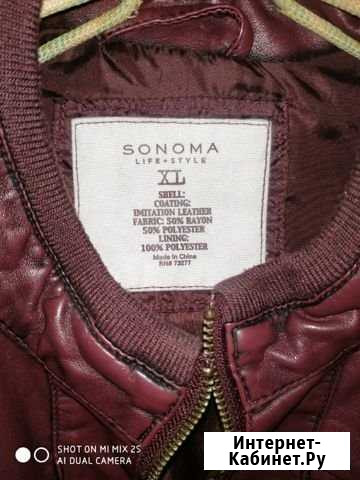 SONOMA
LIFE + STYLE
XL
SHELL:
COATING:
IMITATION LEATHER
FABRIC: 50% RAYON
50% POLYESTER
LINING:
100% POLYESTER
Made in China
RN# 73277
SHOT ON MI MIX 2S
AI DUAL CAMERA
Интернет-
Кабинет.Ру